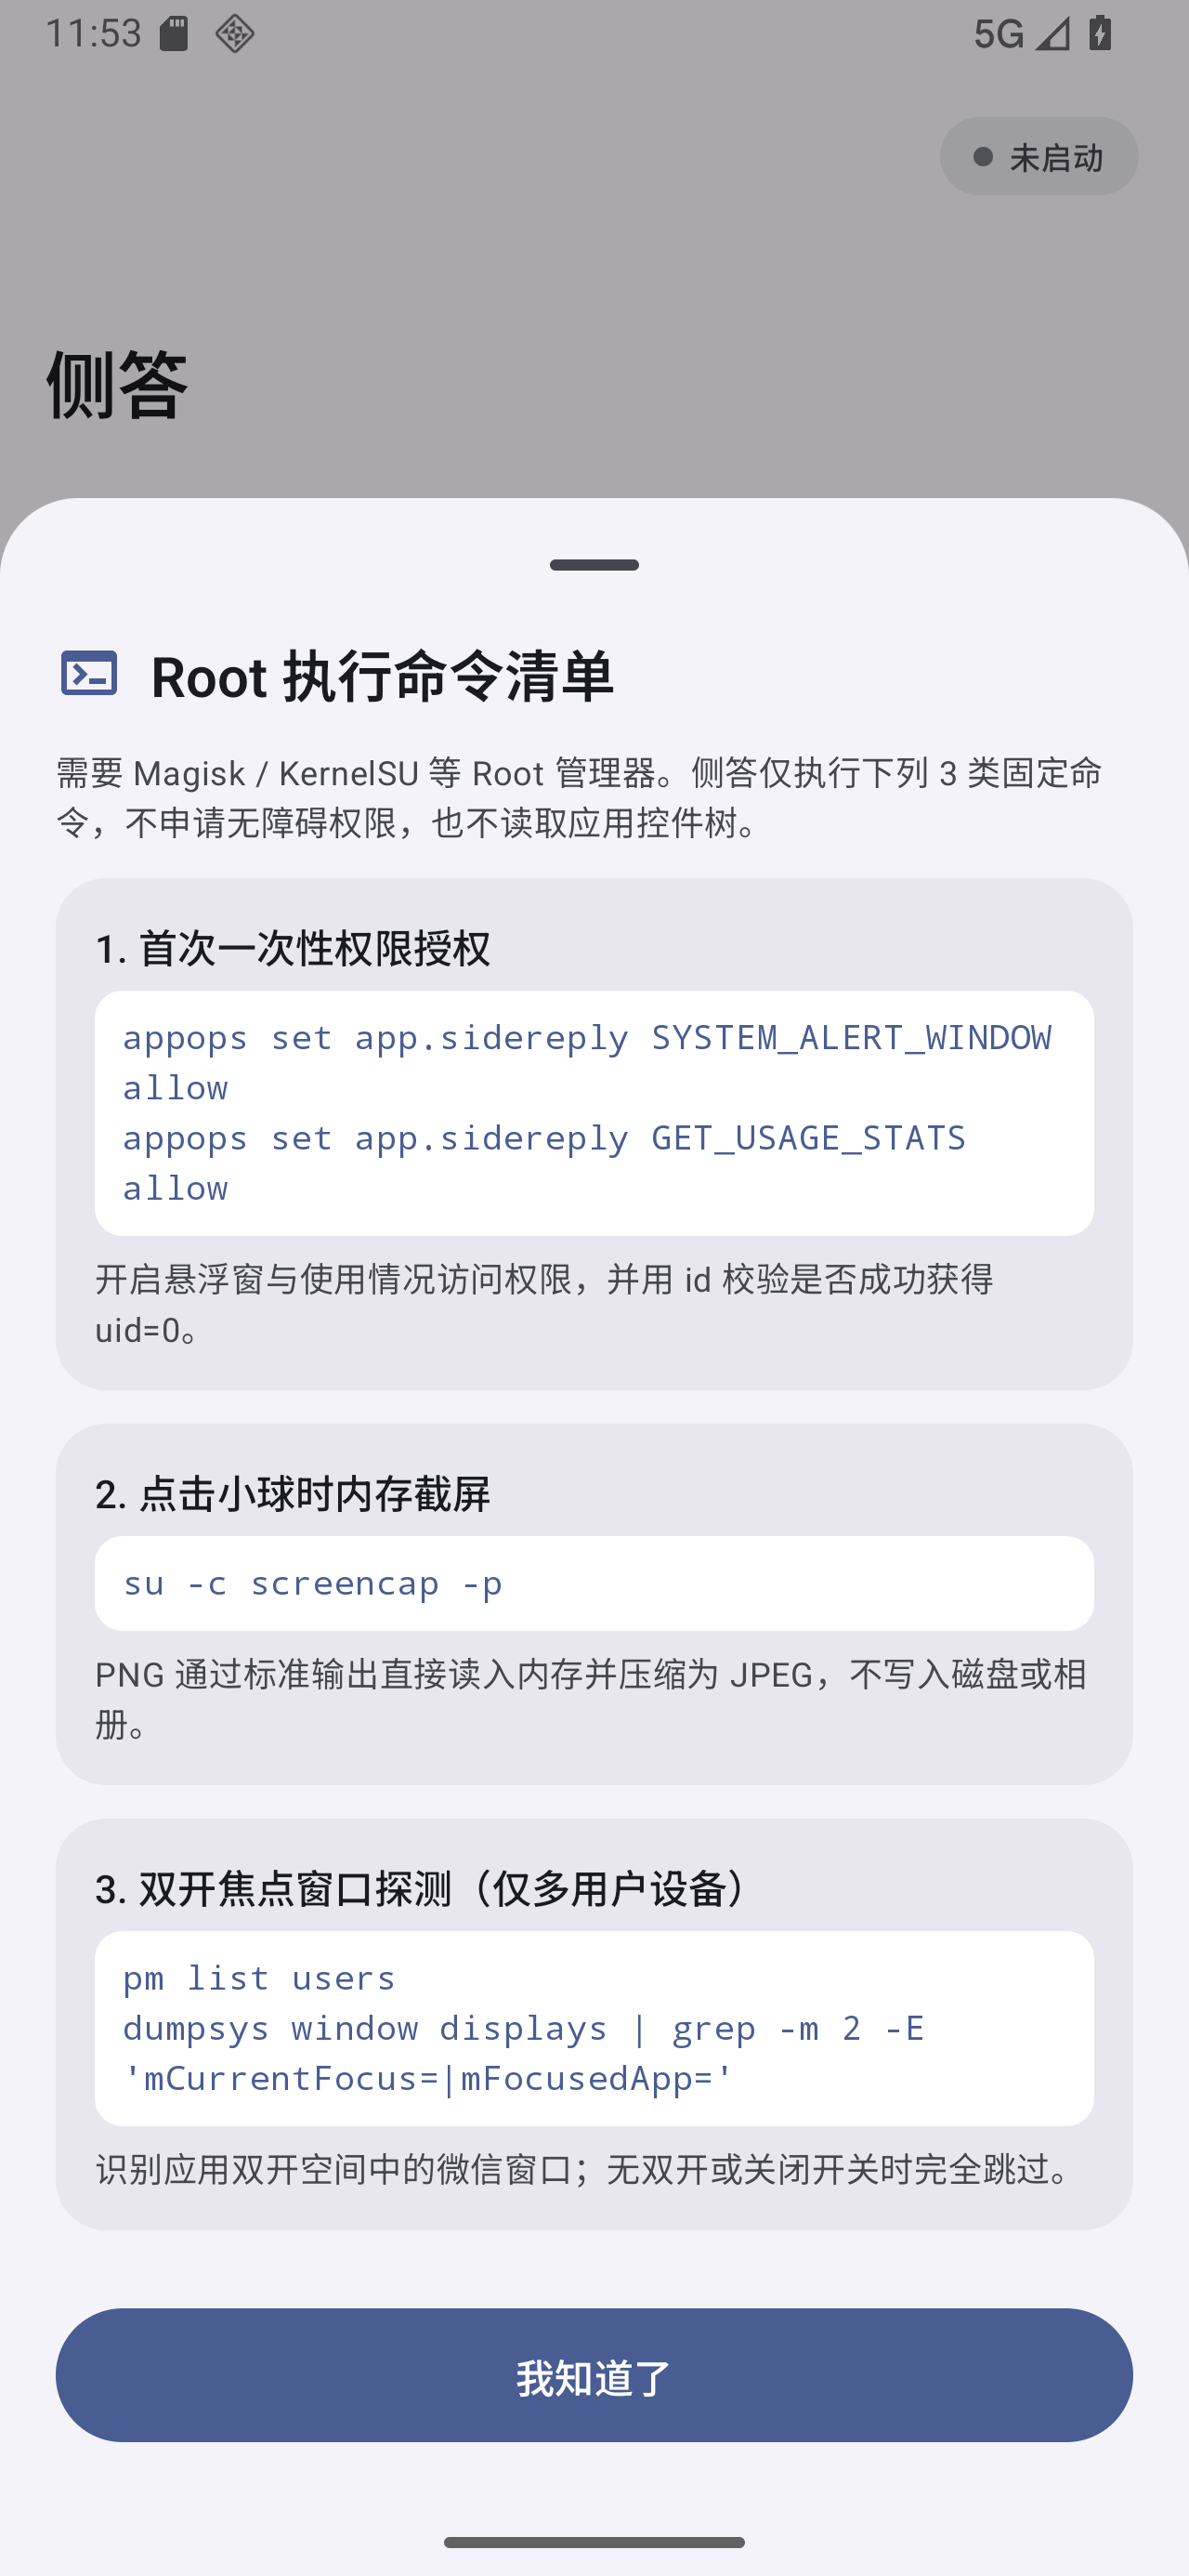 11:53
5G
未启动
侧答
Root 执行命令清单
需要 Magisk / KernelSU 等 Root 管理器。侧答仅执行下列 3 类固定命
令，不申请无障碍权限，也不读取应用控件树。
1. 首次一次性权限授权
appops set app.sidereply SYSTEM_ALERT_WINDOW
allow
appops set app.sidereply GET_USAGE_STATS
allow
开启悬浮窗与使用情况访问权限，并用 id 校验是否成功获得
uid=0。
2. 点击小球时内存截屏
su -c screencap -p
PNG 通过标准输出直接读入内存并压缩为 JPEG，不写入磁盘或相
册。
3. 双开焦点窗口探测（仅多用户设备）
pm list users
dumpsys window displays | grep -m 2 -E
'mCurrentFocus=|mFocusedApp='
识别应用双开空间中的微信窗口；无双开或关闭开关时完全跳过。
我知道了